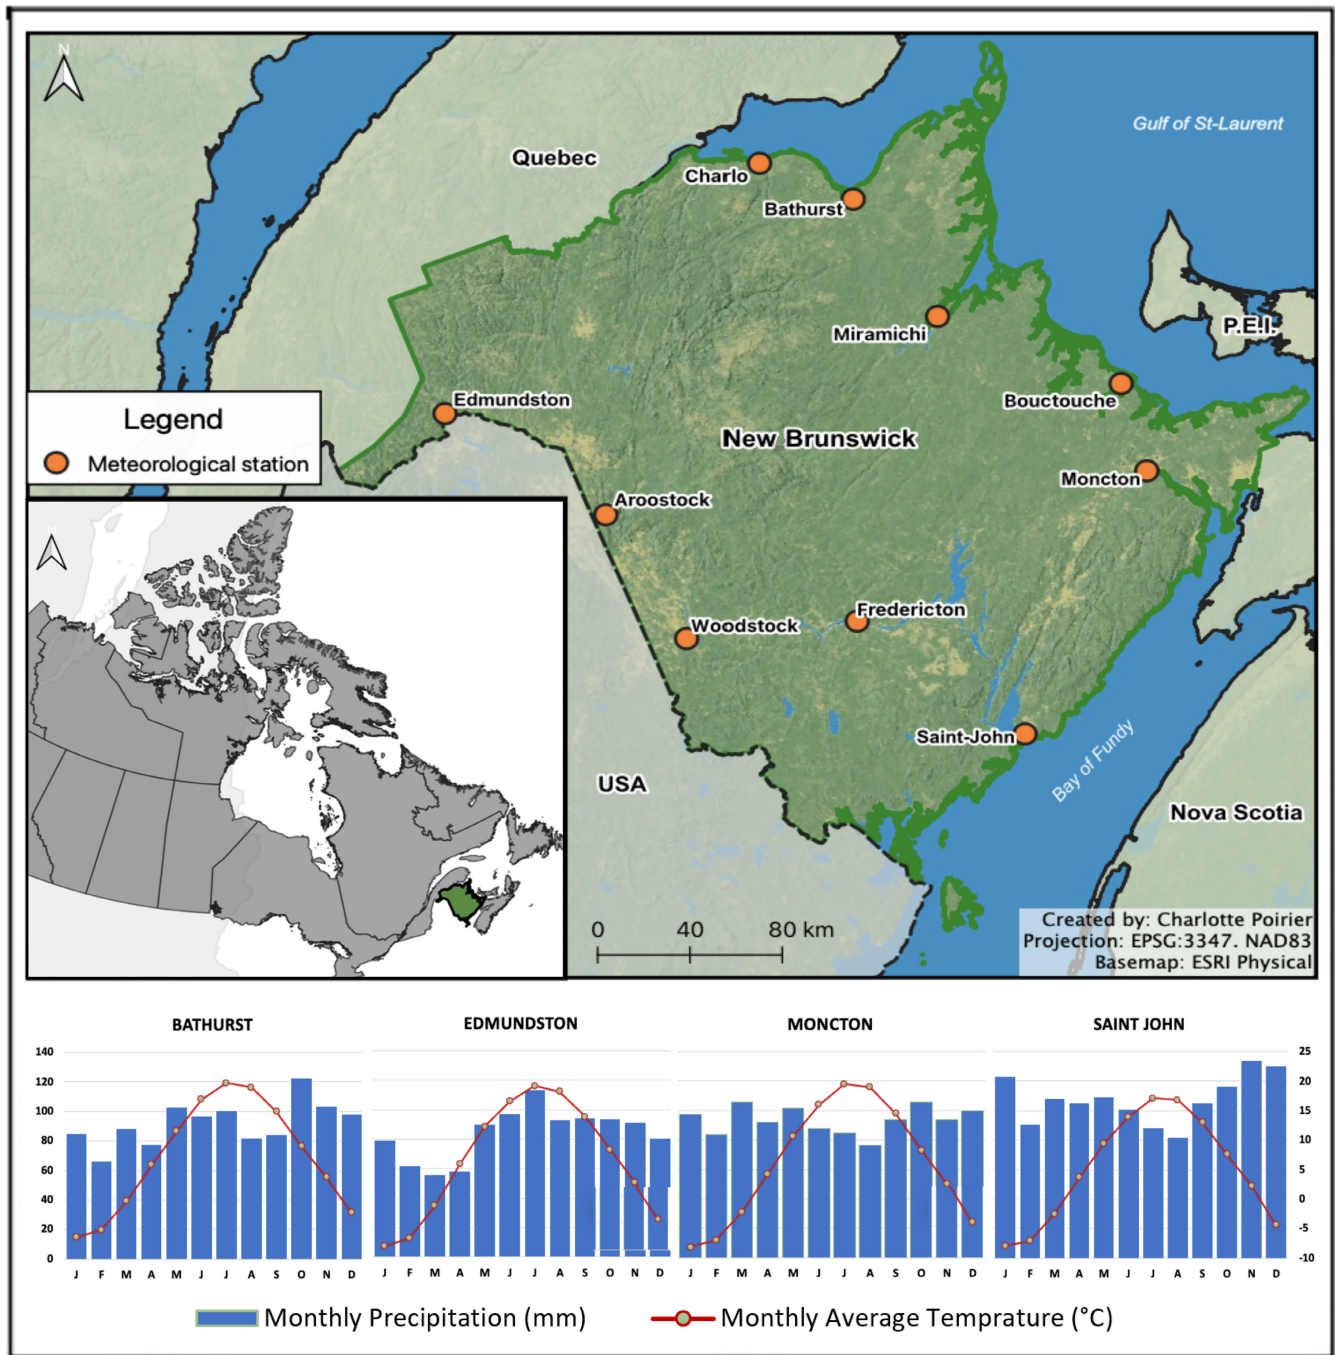 N
Gulf of St-Laurent
Quebec
Charlo
Bathurst
P.E.I.
Miramichi
Edmundston
Bouctouche
Legend
New Brunswick
Meteorological station
Moncton
Aroostock
N
Fredericton
Woodstock
Saint-John
Bay of Fundy
USA
Nova Scotia
0 40 80 km
Created by: Charlotte Poirier
Projection: EPSG:3347. NAD83
Basemap: ESRI Physical
BATHURST EDMUNDSTON MONCTON SAINT JOHN
140
120
100
80
60
40
20
0
25
20
15
10
5
0
-5
-10
J F M A M J J A S O N D
J F M A M J J A S O N D
J F M A M J J A S O N D
J F M A M J J A S O N D
Monthly Precipitation (mm) Monthly Average Temprature (°C)